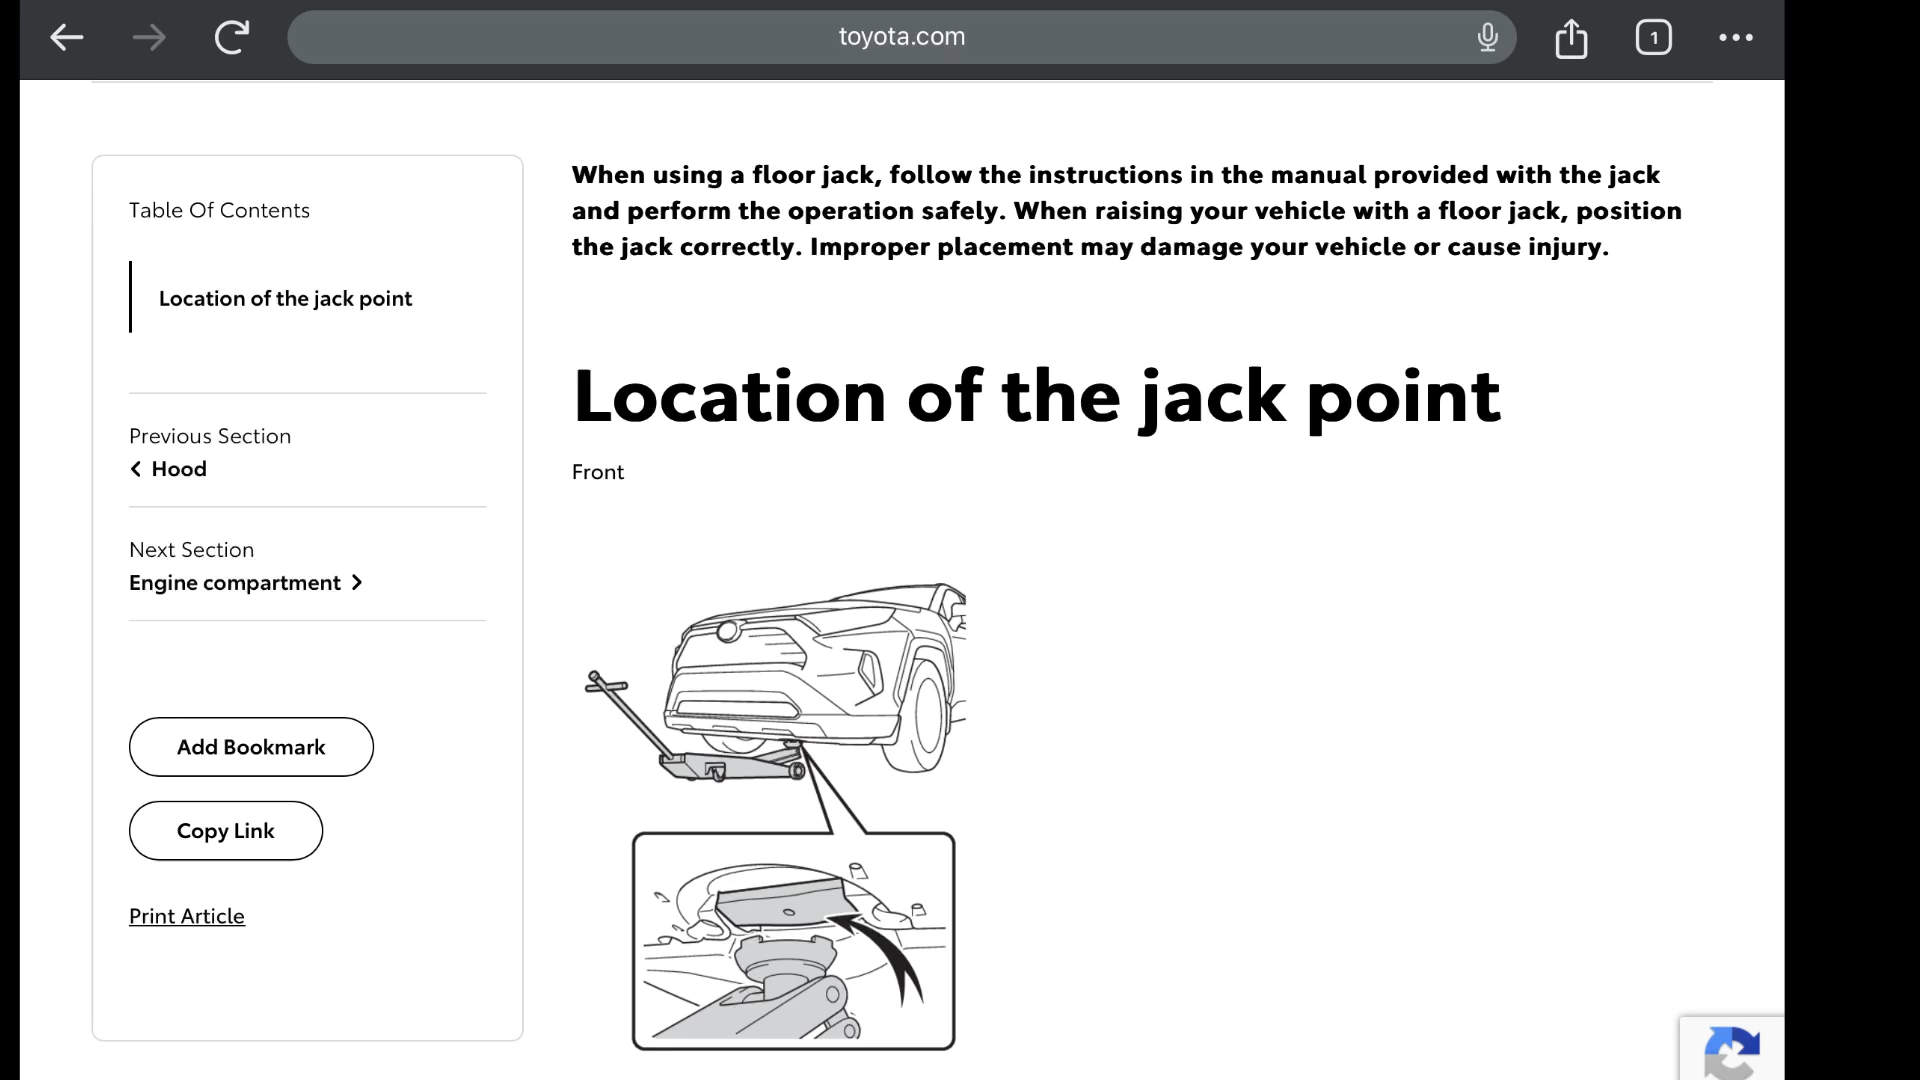 toyota.com
1
Table Of Contents
Location of the jack point
Previous Section
Hood
Next Section
Engine compartment
Add Bookmark
Copy Link
Print Article
When using a floor jack, follow the instructions in the manual provided with the jack
and perform the operation safely. When raising your vehicle with a floor jack, position
the jack correctly. Improper placement may damage your vehicle or cause injury.
Location of the jack point
Front